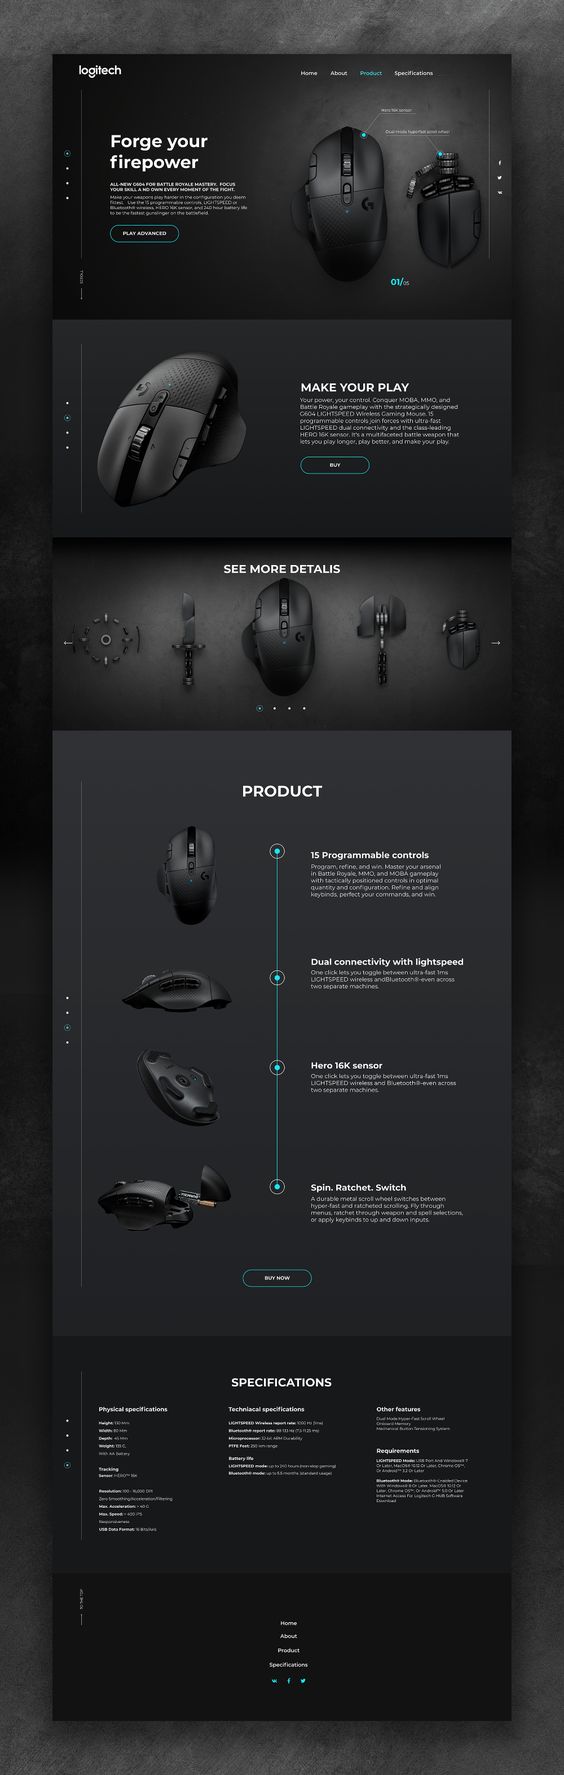 logitech
Home About Product Specifications
Hero 16K sensor
Dual-mode hyperfast scroll wheel
Forge your
firepower
ALL-NEW G604 FOR BATTLE ROYALE MASTERY. FOCUS
YOUR SKILL A ND OWN EVERY MOMENT OF THE FIGHT.
Make your weapons play harder in the configuration you deem
fittest. Use the 15 programmable controls, LIGHTSPEED or
Bluetooth® wireless, HERO 16K sensor, and 240 hour battery life
to be the fastest gunslinger on the battlefield.
PLAY ADVANCED
SCROLL
01/05
MAKE YOUR PLAY
Your power, your control. Conquer MOBA, MMO, and
Battle Royale gameplay with the strategically designed
G604 LIGHTSPEED Wireless Gaming Mouse. 15
programmable controls join forces with ultra-fast
LIGHTSPEED dual connectivity and the class-leading
HERO 16K sensor. It's a multifaceted battle weapon that
lets you play longer, play better, and make your play.
BUY
SEE MORE DETALIS
PRODUCT
15 Programmable controls
Program, refine, and win. Master your arsenal
in Battle Royale, MMO, and MOBA gameplay
with tactically positioned controls in optimal
quantity and configuration. Refine and align
keybinds, perfect your commands, and win.
Dual connectivity with lightspeed
One click lets you toggle between ultra-fast 1ms
LIGHTSPEED wireless andBluetooth®-even across
two separate machines.
Hero 16K sensor
One click lets you toggle between ultra-fast 1ms
LIGHTSPEED wireless and Bluetooth®-even across
two separate machines.
Spin. Ratchet. Switch
A durable metal scroll wheel switches between
hyper-fast and ratcheted scrolling. Fly through
menus, ratchet through weapon and spell selections,
or apply keybinds to up and down inputs.
BUY NOW
SPECIFICATIONS
Physical specifications
Height: 130 Mm
Width: 80 Mm
Depth: 45 Mm
Weight: 135 G,
With AA Battery
Tracking
Sensor: HERO™ 16K
Resolution: 100 - 16,000 DPI
Zero Smoothing/Acceleration/Filtering
Max. Acceleration: > 40 G
Max. Speed: > 400 IPS
Responsiveness
USB Data Format: 16 Bits/Axis
Techniacal specifications
LIGHTSPEED Wireless report rate: 1000 Hz (1ms)
Bluetooth® report rate: 88-133 Hz (7.5-11.25 ms)
Microprocessor: 32-bit ARM Durability
PTFE Feet: 250 km range
Battery life
LIGHTSPEED mode: up to 240 hours (non-stop gaming)
Bluetooth® mode: up to 5.5 months (standard usage)
Other features
Dual Mode Hyper-Fast Scroll Wheel
Onboard Memory
Mechanical Button Tensioning System
Requirements
LIGHTSPEED Mode: USB Port And Windows® 7
Or Later, MacOS® 10.12 Or Later, Chrome OS™,
Or Android™ 3.2 Or Later
Bluetooth® Mode: Bluetooth-Enabled Device
With Windows® 8 Or Later, MacOS® 10.12 Or
Later, Chrome OS™, Or Android™ 5.0 Or Later
Internet Access For Logitech G HUB Software
Download
TO THE TOP
Home
About
Product
Specifications